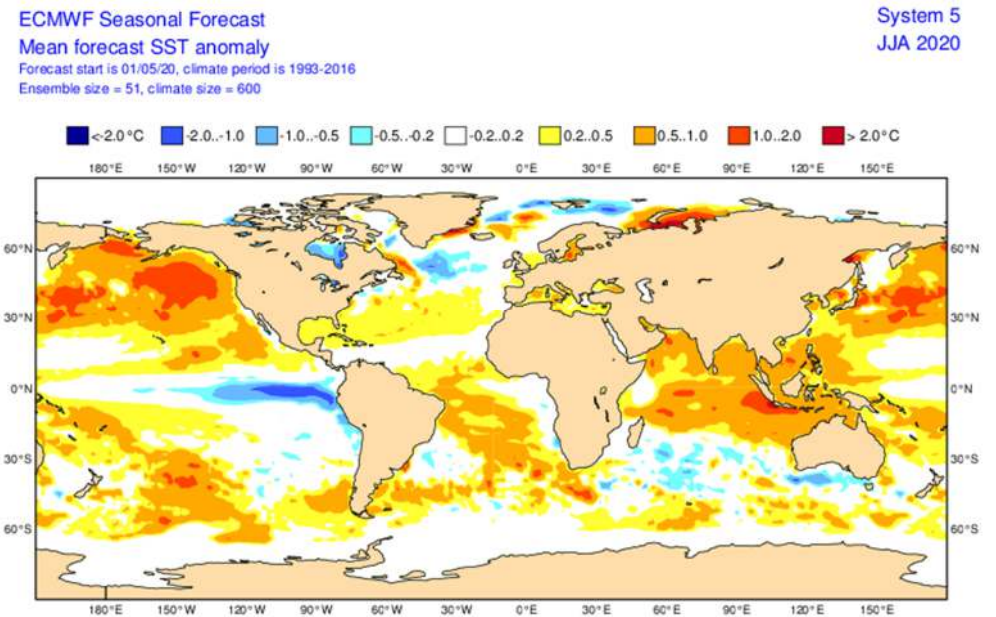 ECMWF Seasonal Forecast
System 5
Mean forecast SST anomaly
JJA 2020
Forecast start is 01/05/20, climate period is 1993-2016
Ensemble size = 51, climate size = 600
<-2.0°C -2.0..-1.0 -1.0..-0.5 -0.5..-0.2 -0.2..0.2 0.2..0.5 0.5..1.0 1.0..2.0 > 2.0°C
180°E 150°W 120°W 90°W 60°W 30°W 0°E 30°E 60°E 90°E 120°E 150°E
60°N 60°N
30°N 30°N
0°N 0°N
30°S 30°S
60°S 60°S
180°E 150°W 120°W 90°W 60°W 30°W 0°E 30°E 60°E 90°E 120°E 150°E